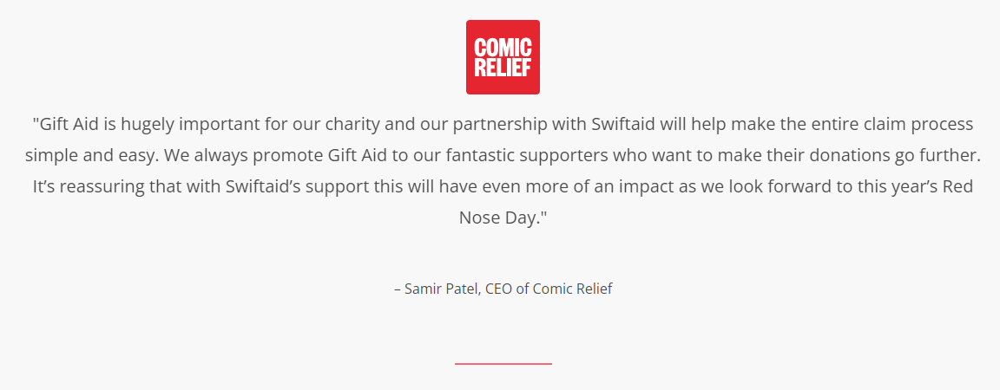 COMIC
RELIEF
"Gift Aid is hugely important for our charity and our partnership with Swiftaid will help make the entire claim process
simple and easy. We always promote Gift Aid to our fantastic supporters who want to make their donations go further.
It’s reassuring that with Swiftaid’s support this will have even more of an impact as we look forward to this year’s Red
Nose Day."
– Samir Patel, CEO of Comic Relief